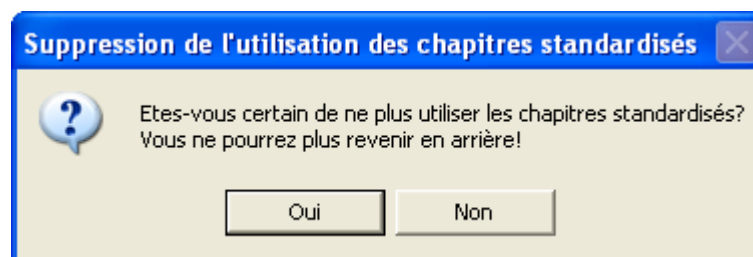 Suppression de l'utilisation des chapitres standardisés
Etes-vous certain de ne plus utiliser les chapitres standardisés?
Vous ne pourrez plus revenir en arrière!
Oui
Non